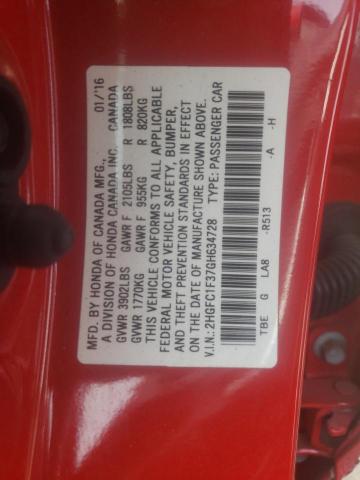 MFD. BY HONDA OF CANADA MFG., 01/'16
A DIVISION OF HONDA CANADA INC. CANADA
GVWR 3902LBS GAWR F 2105LBS R 1808LBS
GVWR 1770KG GAWR F 955KG R 820KG
THIS VEHICLE CONFORMS TO ALL APPLICABLE
FEDERAL MOTOR VEHICLE SAFETY, BUMPER,
AND THEFT PREVENTION STANDARDS IN EFFECT
ON THE DATE OF MANUFACTURE SHOWN ABOVE.
V.I.N.: 2HGFC1F37GH634728 TYPE: PASSENGER CAR
TBE G LA8 -R513 -A -H